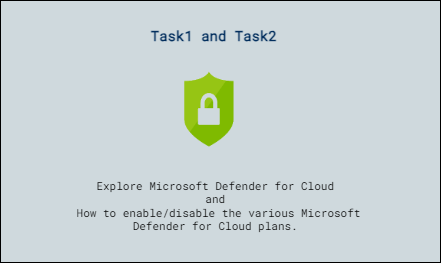 Task1 and Task2
Explore Microsoft Defender for Cloud
and
How to enable/disable the various Microsoft
Defender for Cloud plans.